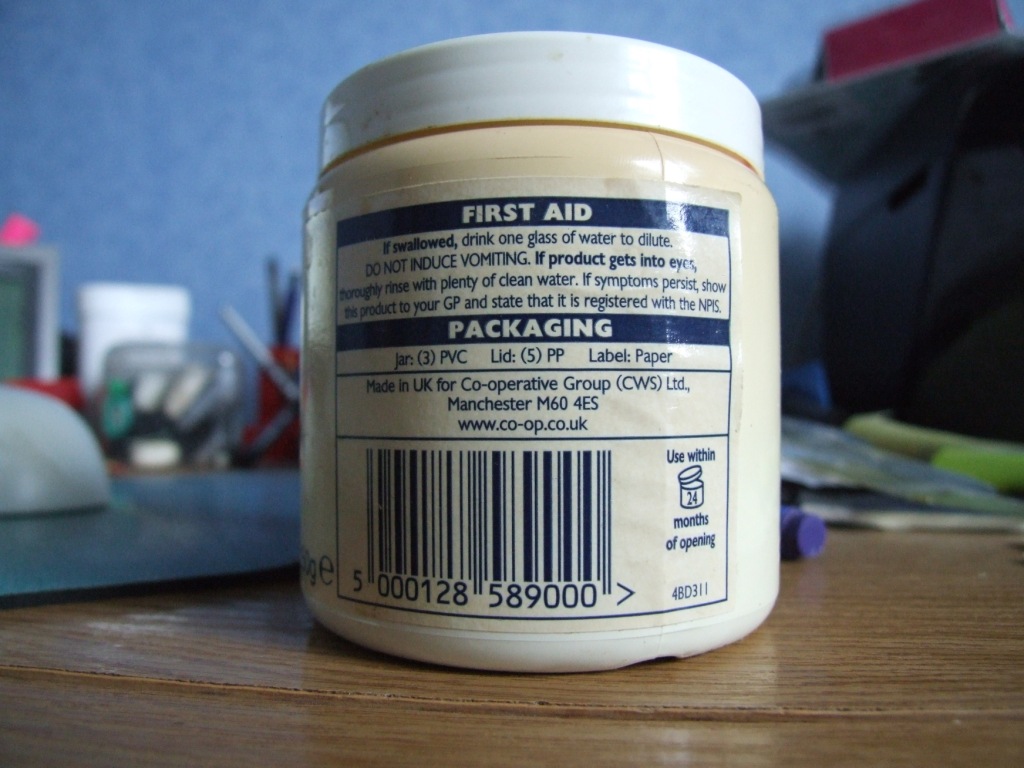 FIRST AID
If swallowed, drink one glass of water to dilute.
DO NOT INDUCE VOMITING. If product gets into eyes,
thoroughly rinse with plenty of clean water. If symptoms persist, show
this product to your GP and state that it is registered with the NPIS.
PACKAGING
Jar: (3) PVC Lid: (5) PP Label: Paper
Made in UK for Co-operative Group (CWS) Ltd.,
Manchester M60 4ES
www.co-op.co.uk
Use within
24
months
of opening
5 000128 589000 >
4BD311